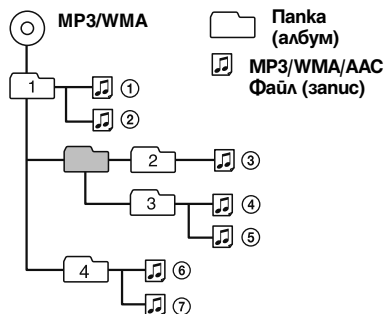 MP3/WMA
Папка
(албум)
MP3/WMA/AAC
Файл (запис)
1
①
②
2
③
3
④
⑤
4
⑥
⑦